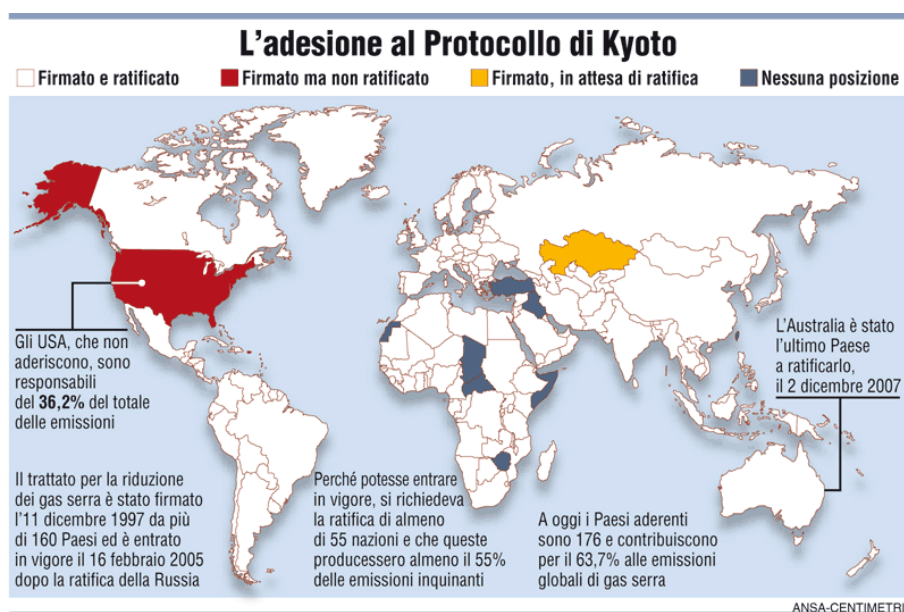 L'adesione al Protocollo di Kyoto
Firmato e ratificato
Firmato ma non ratificato
Firmato, in attesa di ratifica
Nessuna posizione
Gli USA, che non
aderiscono, sono
responsabili
del 36,2% del totale
delle emissioni
L'Australia è stato
l'ultimo Paese
a ratificarlo,
il 2 dicembre 2007
Il trattato per la riduzione
dei gas serra è stato firmato
l'11 dicembre 1997 da più
di 160 Paesi ed è entrato
in vigore il 16 febbraio 2005
dopo la ratifica della Russia
Perché potesse entrare
in vigore, si richiedeva
la ratifica di almeno
di 55 nazioni e che queste
producessero almeno il 55%
delle emissioni inquinanti
A oggi i Paesi aderenti
sono 176 e contribuiscono
per il 63,7% alle emissioni
globali di gas serra
ANSA-CENTIMETRI